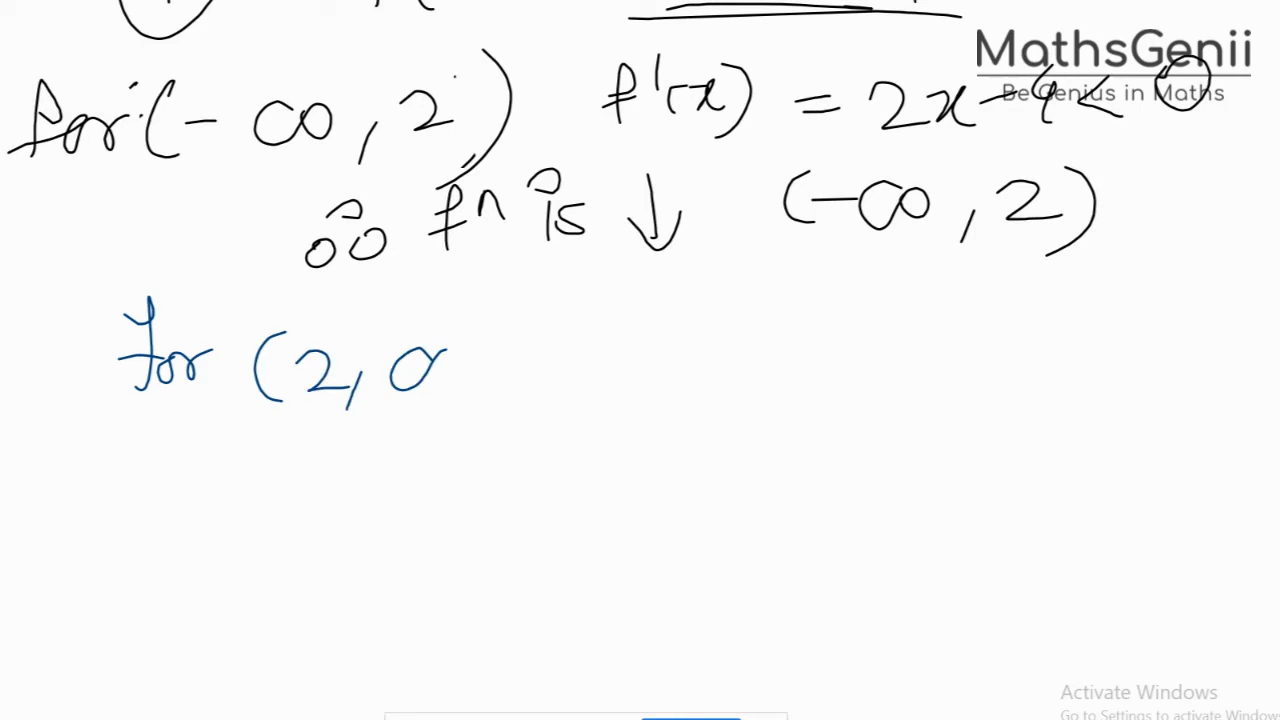 MathsGenii
Be Genius in Maths
for (-∞, 2) f'(x) = 2x-4 < 0
∴ fn is ↓ (-∞, 2)
for (2, 
Activate Windows
Go to Settings to activate Window